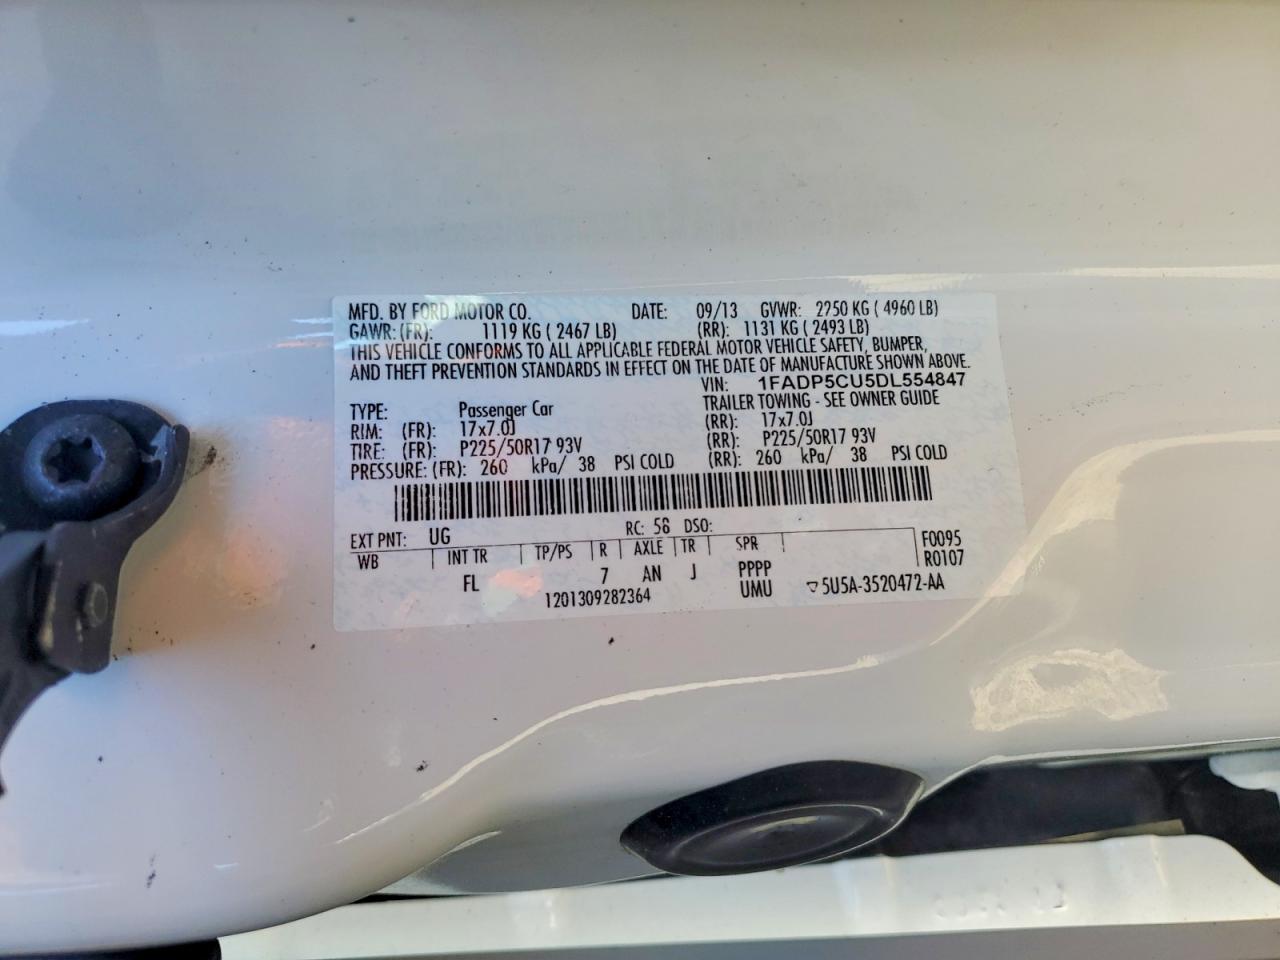 MFD. BY FORD MOTOR CO. DATE: 09/13 GVWR: 2250 KG ( 4960 LB)
GAWR: (FR): 1119 KG ( 2467 LB) (RR): 1131 KG ( 2493 LB)
THIS VEHICLE CONFORMS TO ALL APPLICABLE FEDERAL MOTOR VEHICLE SAFETY, BUMPER,
AND THEFT PREVENTION STANDARDS IN EFFECT ON THE DATE OF MANUFACTURE SHOWN ABOVE.
VIN: 1FADP5CU5DL554847
TYPE: Passenger Car TRAILER TOWING - SEE OWNER GUIDE
RIM: (FR): 17x7.0J (RR): 17x7.0J
TIRE: (FR): P225/50R17 93V (RR): P225/50R17 93V
PRESSURE: (FR): 260 kPa/ 38 PSI COLD (RR): 260 kPa/ 38 PSI COLD
EXT PNT: UG RC: 58 DSO: F0095
WB INT TR TP/PS R AXLE TR SPR R0107
FL 7 AN J PPPP
1201309282364 UMU ▽5U5A-3520472-AA